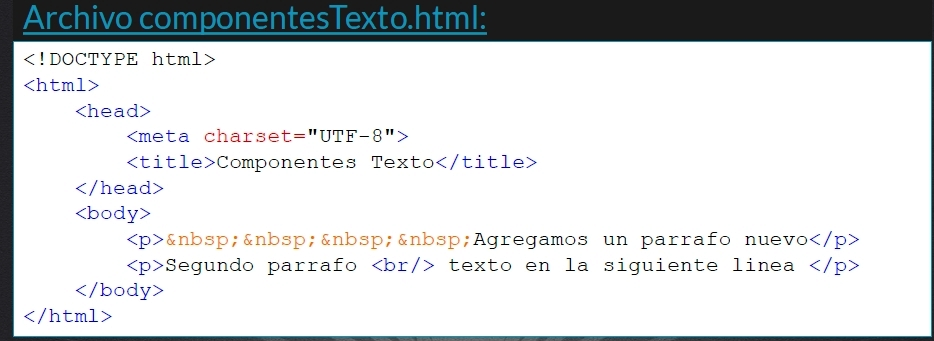 Archivo componentesTexto.html:
<!DOCTYPE html>
<html>
    <head>
        <meta charset="UTF-8">
        <title>Componentes Texto</title>
    </head>
    <body>
        <p>&nbsp;&nbsp;&nbsp;&nbsp;Agregamos un parrafo nuevo</p>
        <p>Segundo parrafo <br/> texto en la siguiente linea </p>
    </body>
</html>